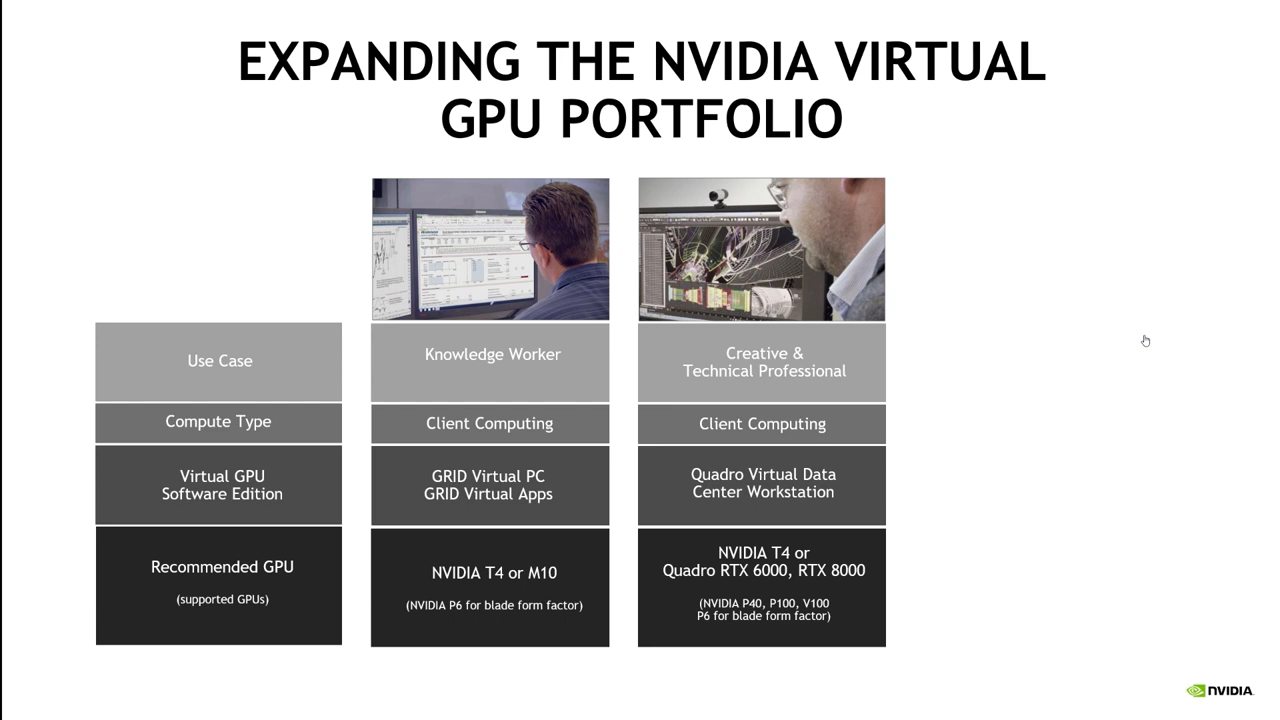 EXPANDING THE NVIDIA VIRTUAL
GPU PORTFOLIO
Use Case
Knowledge Worker
Creative &
Technical Professional
Compute Type
Client Computing
Client Computing
Virtual GPU
Software Edition
GRID Virtual PC
GRID Virtual Apps
Quadro Virtual Data
Center Workstation
Recommended GPU
(supported GPUs)
NVIDIA T4 or M10
(NVIDIA P6 for blade form factor)
NVIDIA T4 or
Quadro RTX 6000, RTX 8000
(NVIDIA P40, P100, V100
P6 for blade form factor)
NVIDIA.